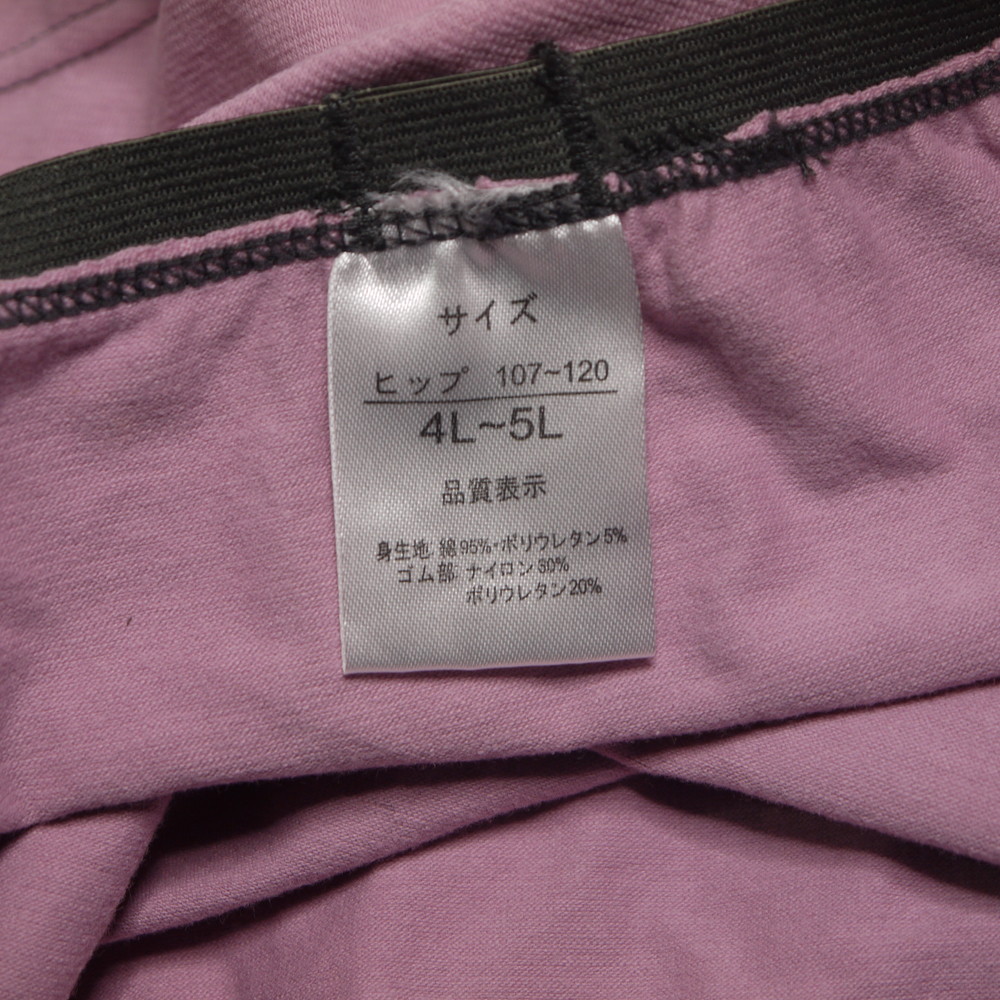 サイズ
ヒップ 107~120
4L~5L
品質表示
身生地 綿95%・ポリウレタン5%
ゴム部 ナイロン80%
ポリウレタン20%